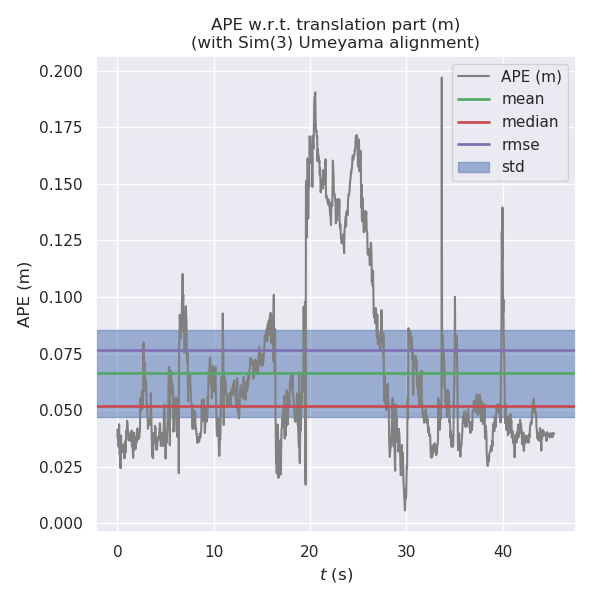 APE w.r.t. translation part (m)
(with Sim(3) Umeyama alignment)
APE (m)
mean
median
rmse
std
APE (m)
0.200
0.175
0.150
0.125
0.100
0.075
0.050
0.025
0.000
0 10 20 30 40
t (s)